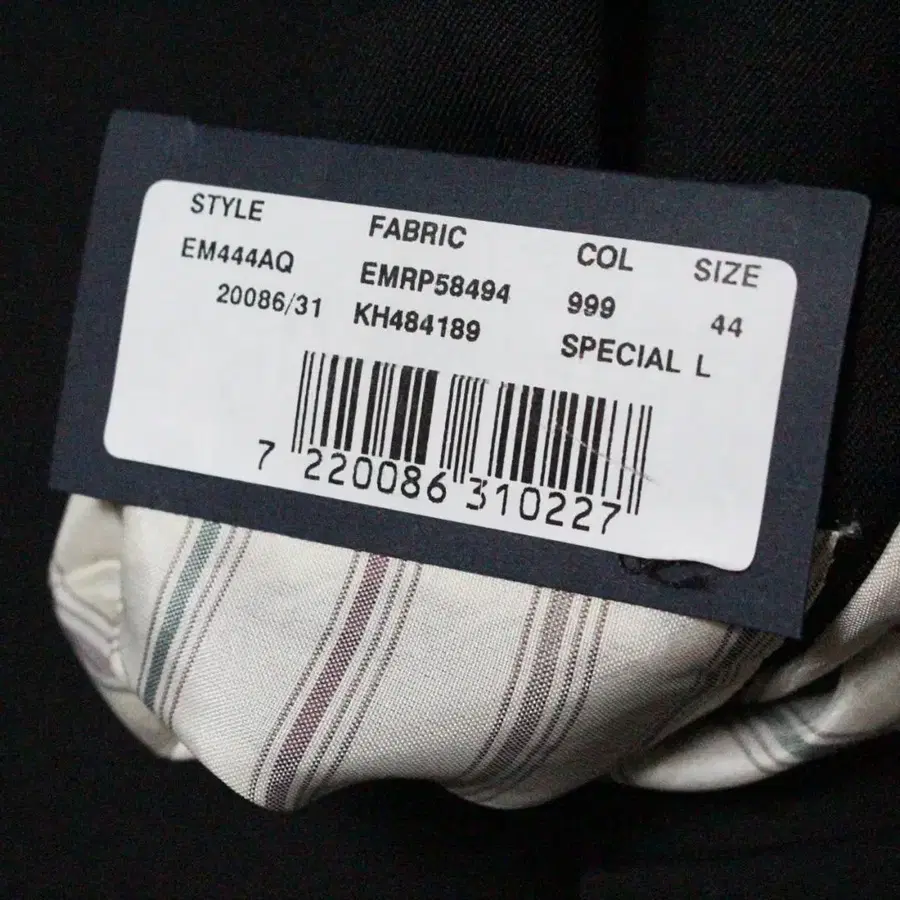 STYLE FABRIC COL SIZE
EM444AQ EMRP58494 999 44
20086/31 KH484189 SPECIAL L
7 220086 310227